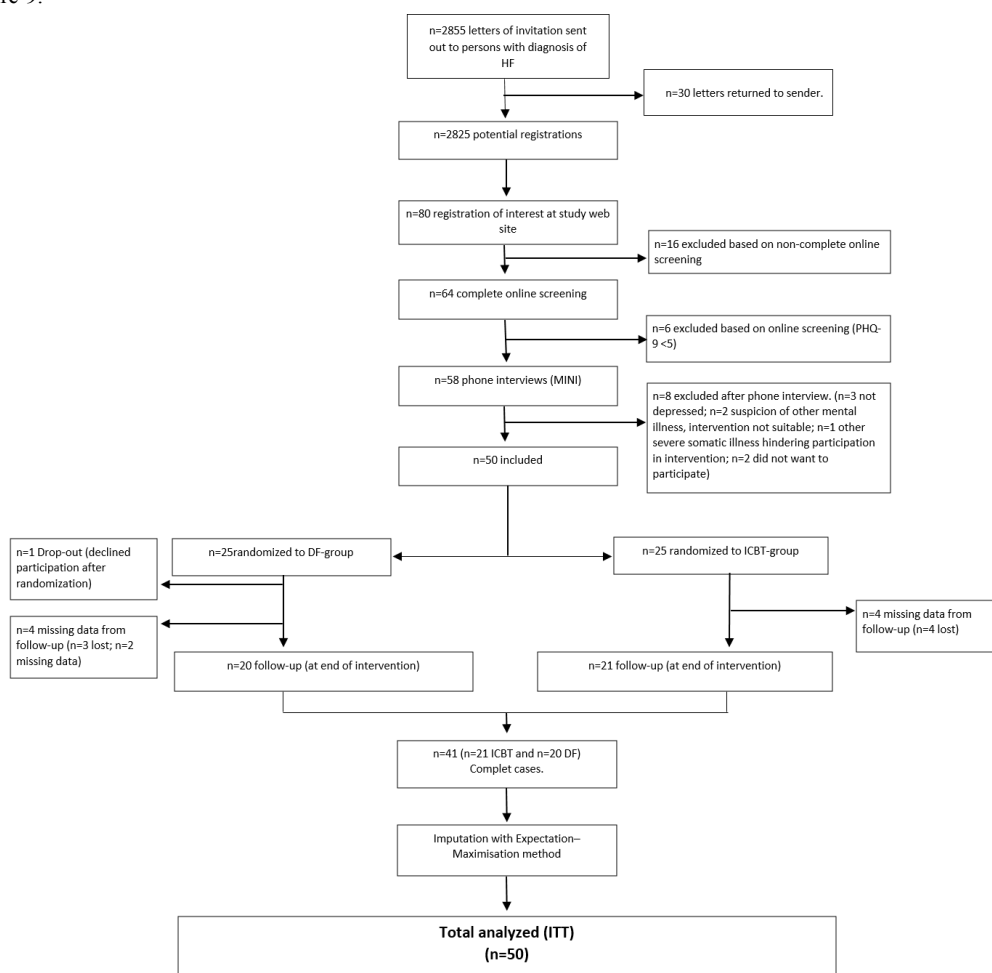 re 9.
n=2855 letters of invitation sent
out to persons with diagnosis of
HF
n=30 letters returned to sender.
n=2825 potential registrations
n=80 registration of interest at study web
site
n=16 excluded based on non-complete online
screening
n=64 complete online screening
n=6 excluded based on online screening (PHQ-
9 <5)
n=58 phone interviews (MINI)
n=8 excluded after phone interview. (n=3 not
depressed; n=2 suspicion of other mental
illness, intervention not suitable; n=1 other
severe somatic illness hindering participation
in intervention; n=2 did not want to
participate)
n=50 included
n=1 Drop-out (declined
participation after
randomization)
n=25randomized to DF-group
n=25 randomized to ICBT-group
n=4 missing data from
follow-up (n=3 lost; n=2
missing data)
n=4 missing data from
follow-up (n=4 lost)
n=20 follow-up (at end of intervention)
n=21 follow-up (at end of intervention)
n=41 (n=21 ICBT and n=20 DF)
Complet cases.
Imputation with Expectation–
Maximisation method
Total analyzed (ITT)
(n=50)